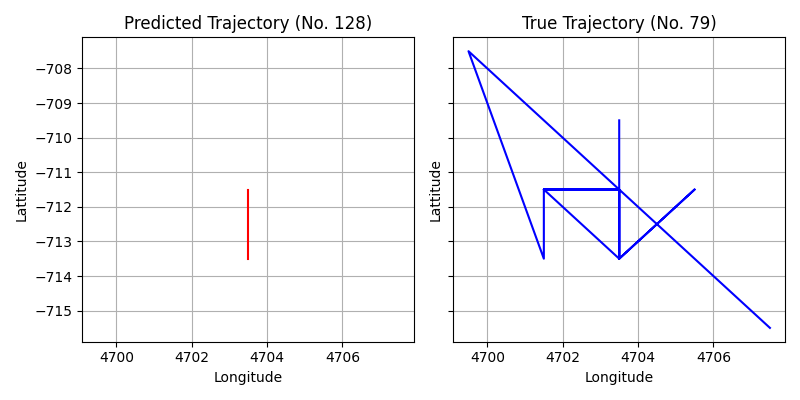 Predicted Trajectory (No. 128)
True Trajectory (No. 79)
Lattitude
−708
−709
−710
−711
−712
−713
−714
−715
4700 4702 4704 4706
Longitude
Lattitude
4700 4702 4704 4706
Longitude